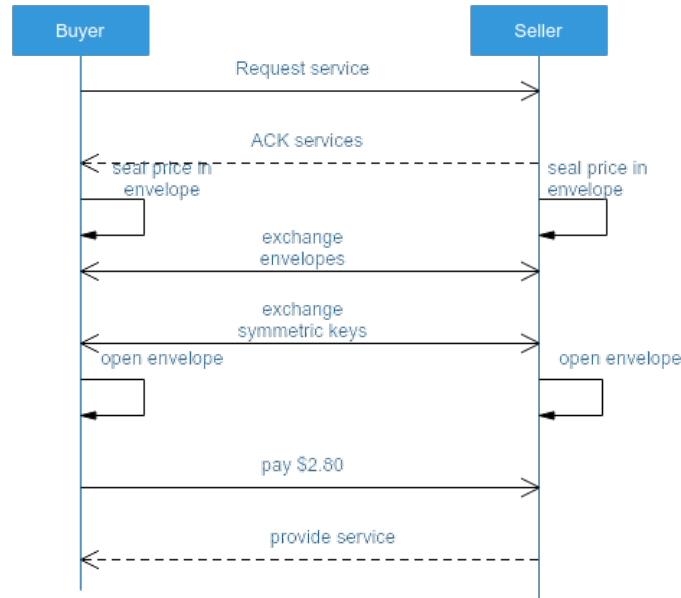 Buyer
Seller
Request service
ACK services
seal price in
envelope
seal price in
envelope
exchange
envelopes
exchange
symmetric keys
open envelope
open envelope
pay $2.80
provide service